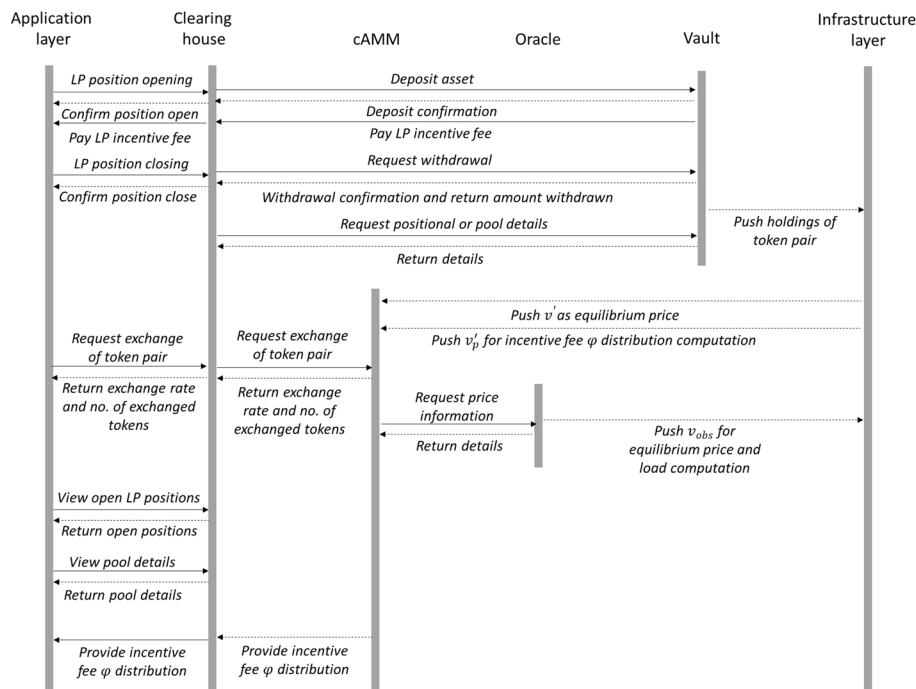 Application
layer
Clearing
house
cAMM
Oracle
Vault
Infrastructure
layer
LP position opening
Deposit asset
Confirm position open
Deposit confirmation
Pay LP incentive fee
Pay LP incentive fee
LP position closing
Request withdrawal
Confirm position close
Withdrawal confirmation and return amount withdrawn
Push holdings of
token pair
Request positional or pool details
Return details
Push v' as equilibrium price
Push v'ₚ for incentive fee φ distribution computation
Request exchange
of token pair
Request exchange
of token pair
Return exchange rate
and no. of exchanged
tokens
Return exchange
rate and no. of
exchanged tokens
Request price
information
Return details
Push v_obs for
equilibrium price and
load computation
View open LP positions
Return open positions
View pool details
Return pool details
Provide incentive
fee φ distribution
Provide incentive
fee φ distribution